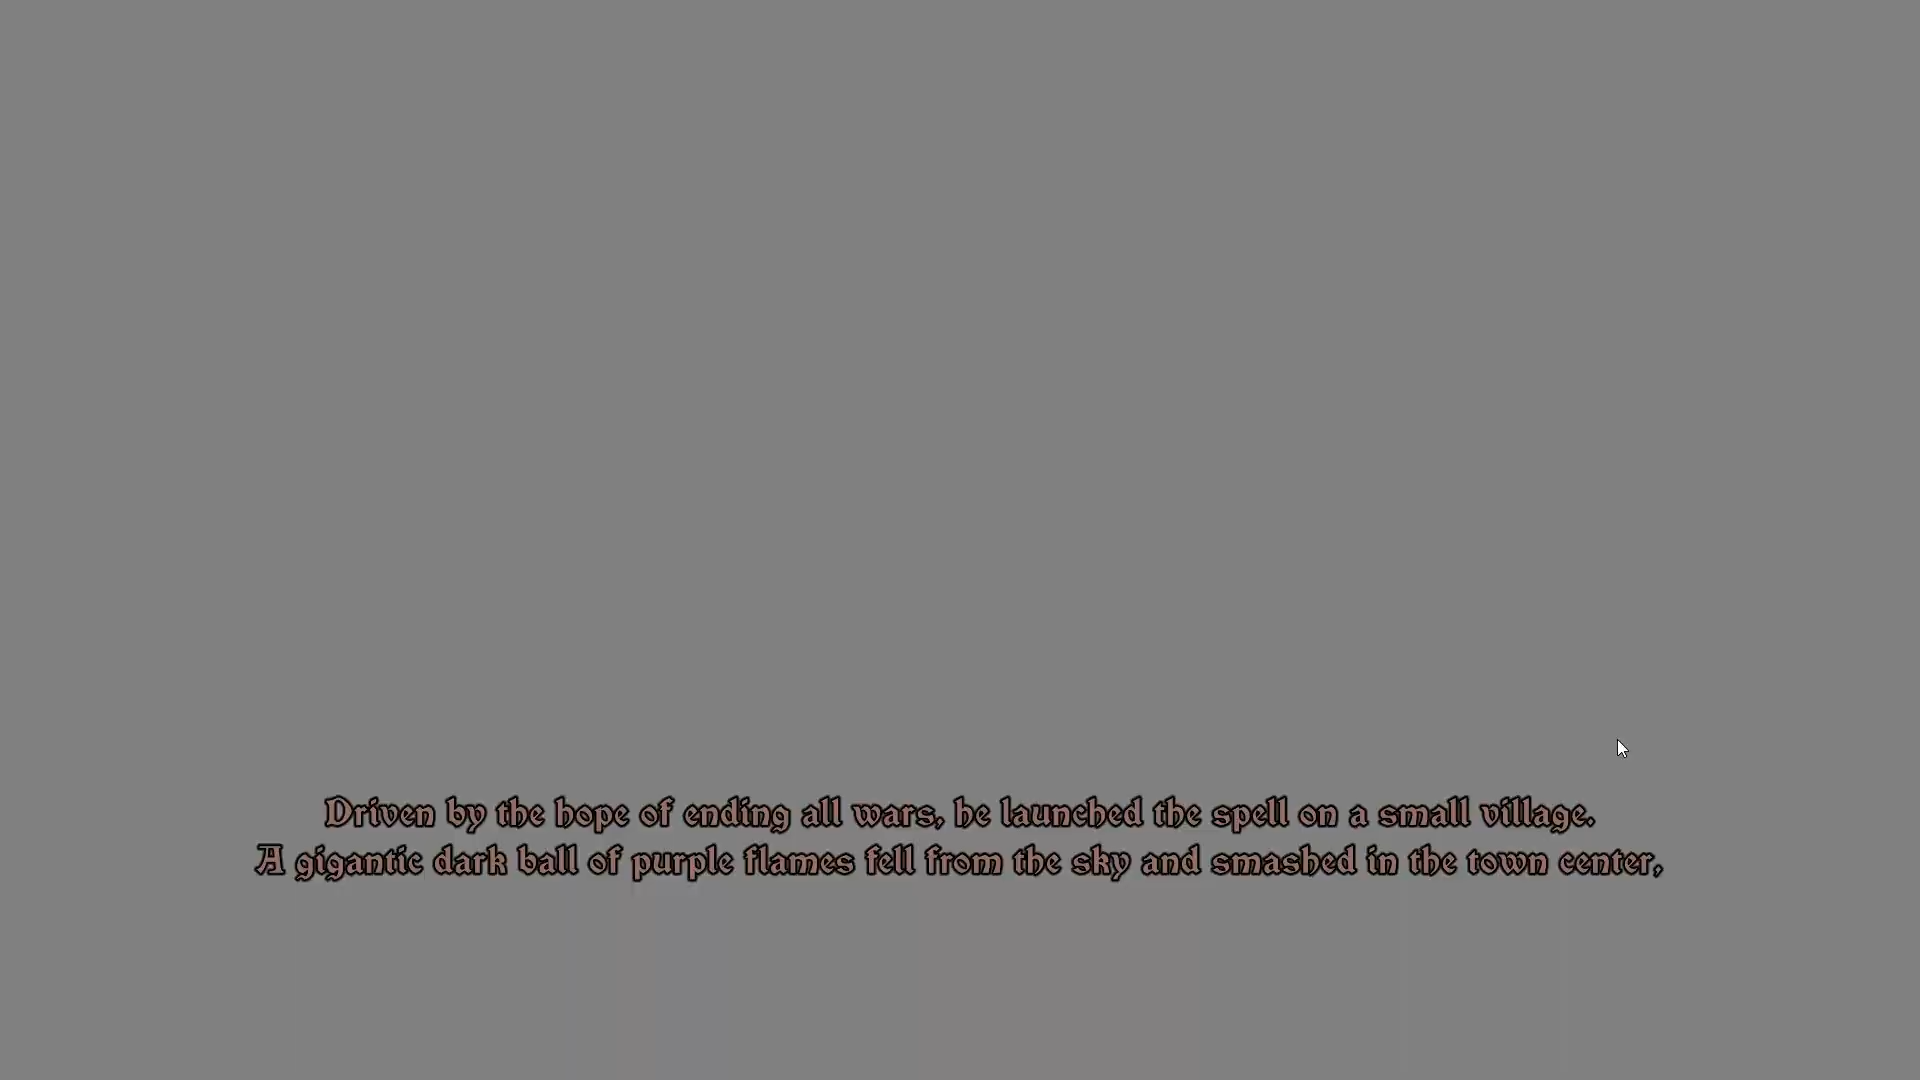 Driven by the hope of ending all wars, he launched the spell on a small village.
A gigantic dark ball of purple flames fell from the sky and smashed in the town center,